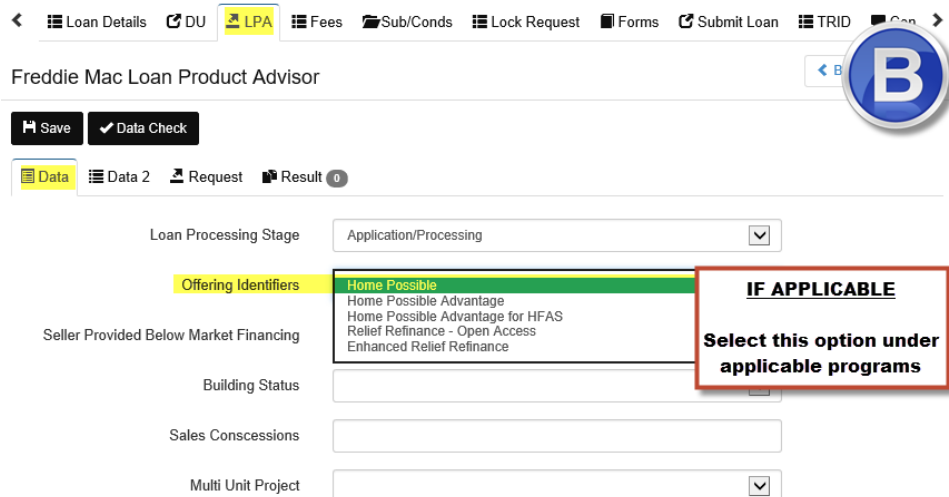 Loan Details DU LPA Fees Sub/Conds Lock Request Forms Submit Loan TRID
Freddie Mac Loan Product Advisor
B
B
Save Data Check
Data Data 2 Request Result 0
Loan Processing Stage Application/Processing
Offering Identifiers Home Possible
Home Possible Advantage
Home Possible Advantage for HFAS
Relief Refinance - Open Access
Enhanced Relief Refinance
IF APPLICABLE
Select this option under
applicable programs
Seller Provided Below Market Financing
Building Status
Sales Conscessions
Multi Unit Project